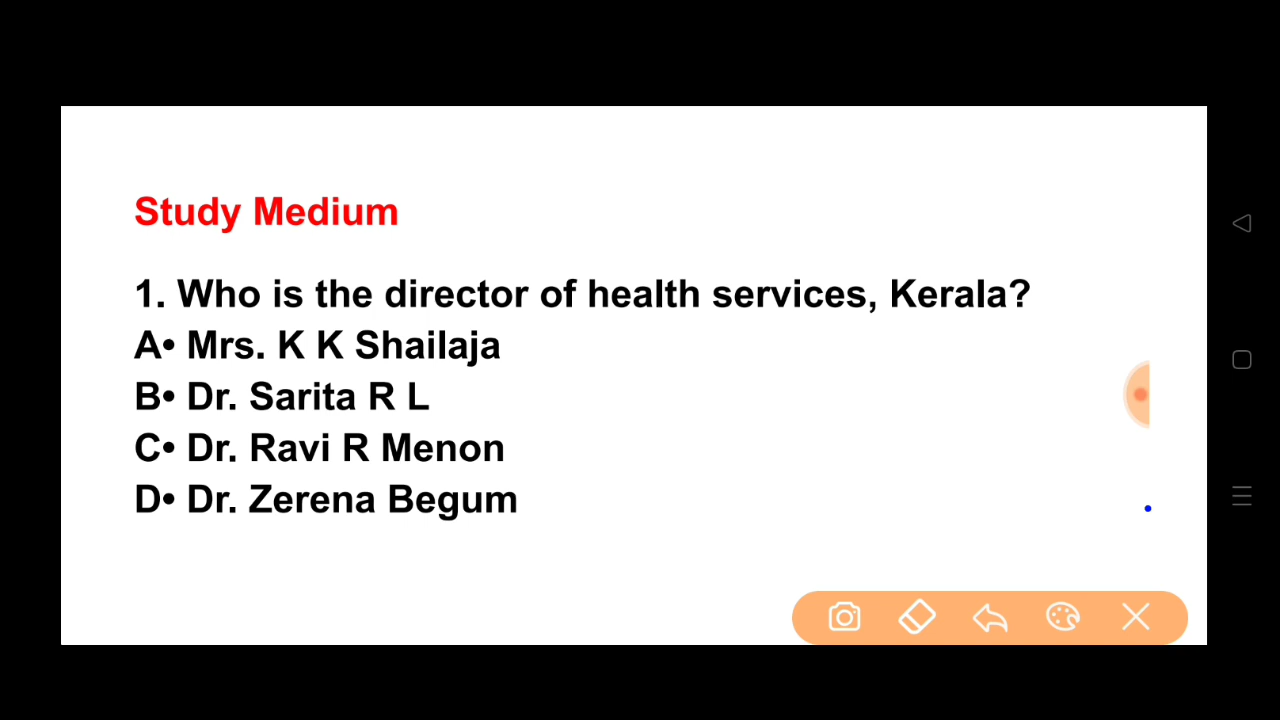 Study Medium
1. Who is the director of health services, Kerala?
A• Mrs. K K Shailaja
B• Dr. Sarita R L
C• Dr. Ravi R Menon
D• Dr. Zerena Begum